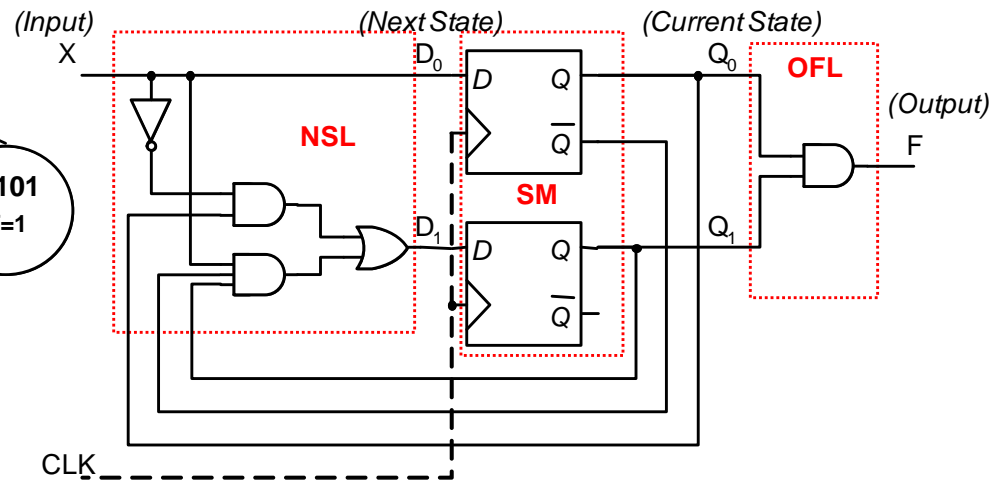 (Input) (Next State) (Current State)
X D0 Q0 OFL
D Q (Output)
NSL F
Q
101
SM
=1
D1 Q1
D Q
Q
CLK